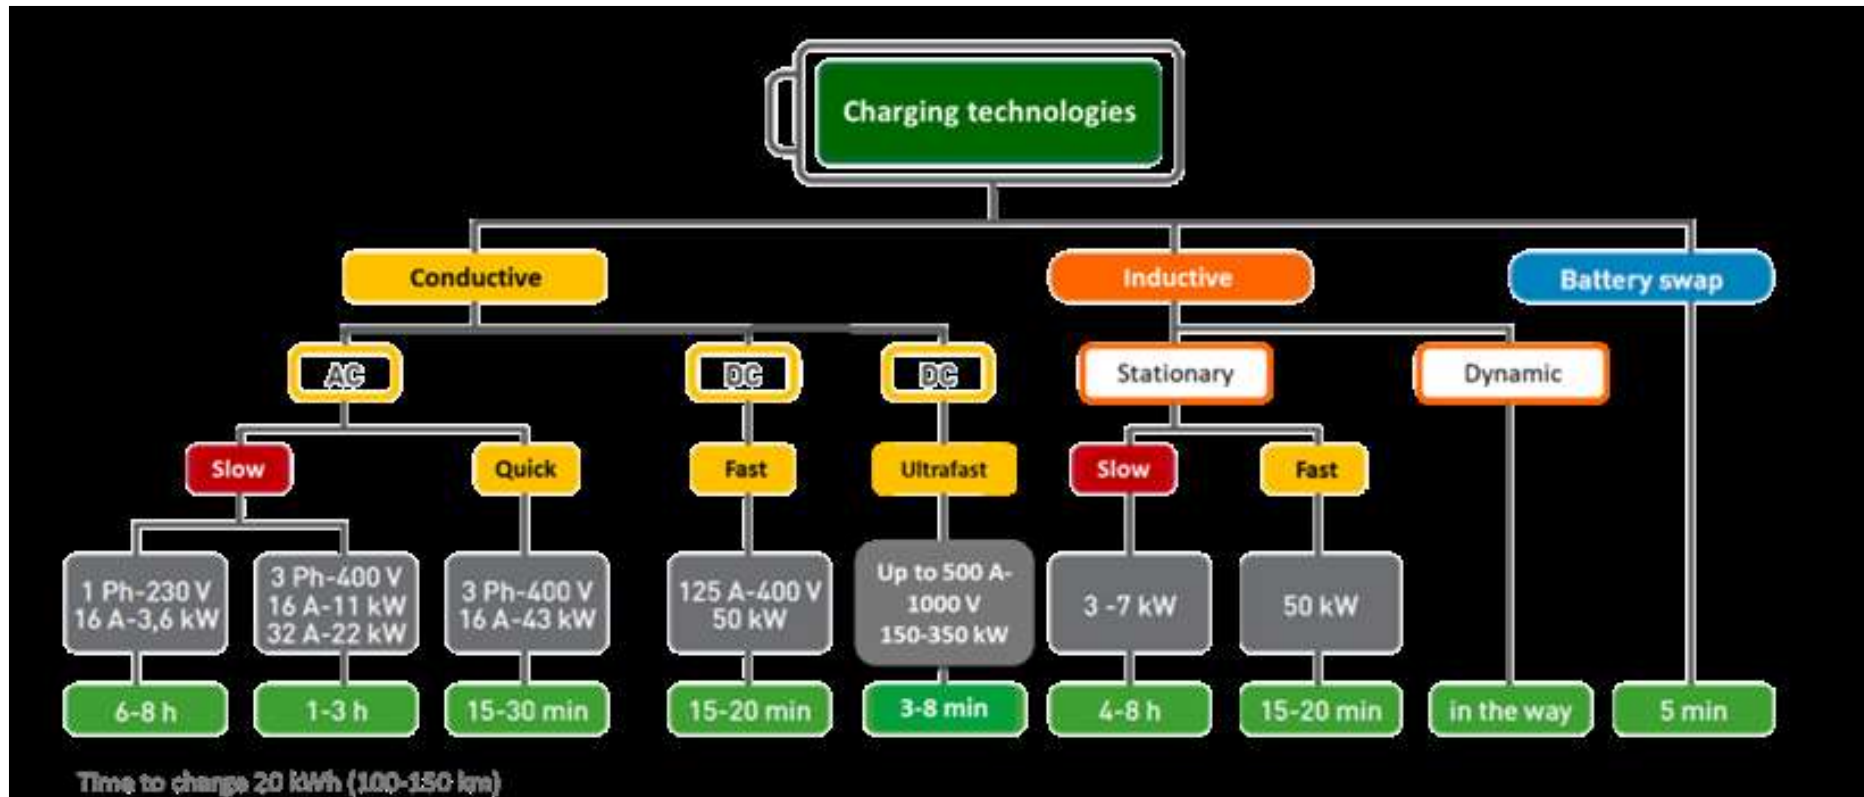 Charging technologies
Conductive
Inductive
Battery swap
AC
DC
DC
Stationary
Dynamic
Slow
Quick
Fast
Ultrafast
Slow
Fast
1 Ph-230 V
16 A-3,6 kW
3 Ph-400 V
16 A-11 kW
32 A-22 kW
3 Ph-400 V
16 A-43 kW
125 A-400 V
50 kW
Up to 500 A-
1000 V
150-350 kW
3 -7 kW
50 kW
6-8 h
1-3 h
15-30 min
15-20 min
3-8 min
4-8 h
15-20 min
in the way
5 min
Time to charge 20 kWh (100-150 km)